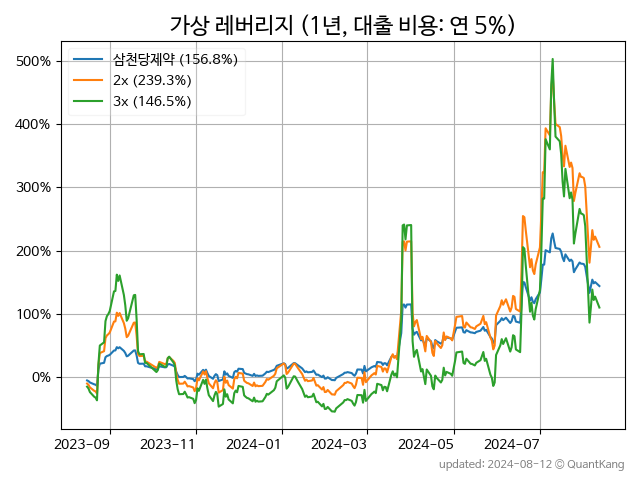 가상 레버리지 (1년, 대출 비용: 연 5%)
500%
400%
300%
200%
100%
0%
삼천당제약 (156.8%)
2x (239.3%)
3x (146.5%)
2023-09 2023-11 2024-01 2024-03 2024-05 2024-07
updated: 2024-08-12 © QuantKang